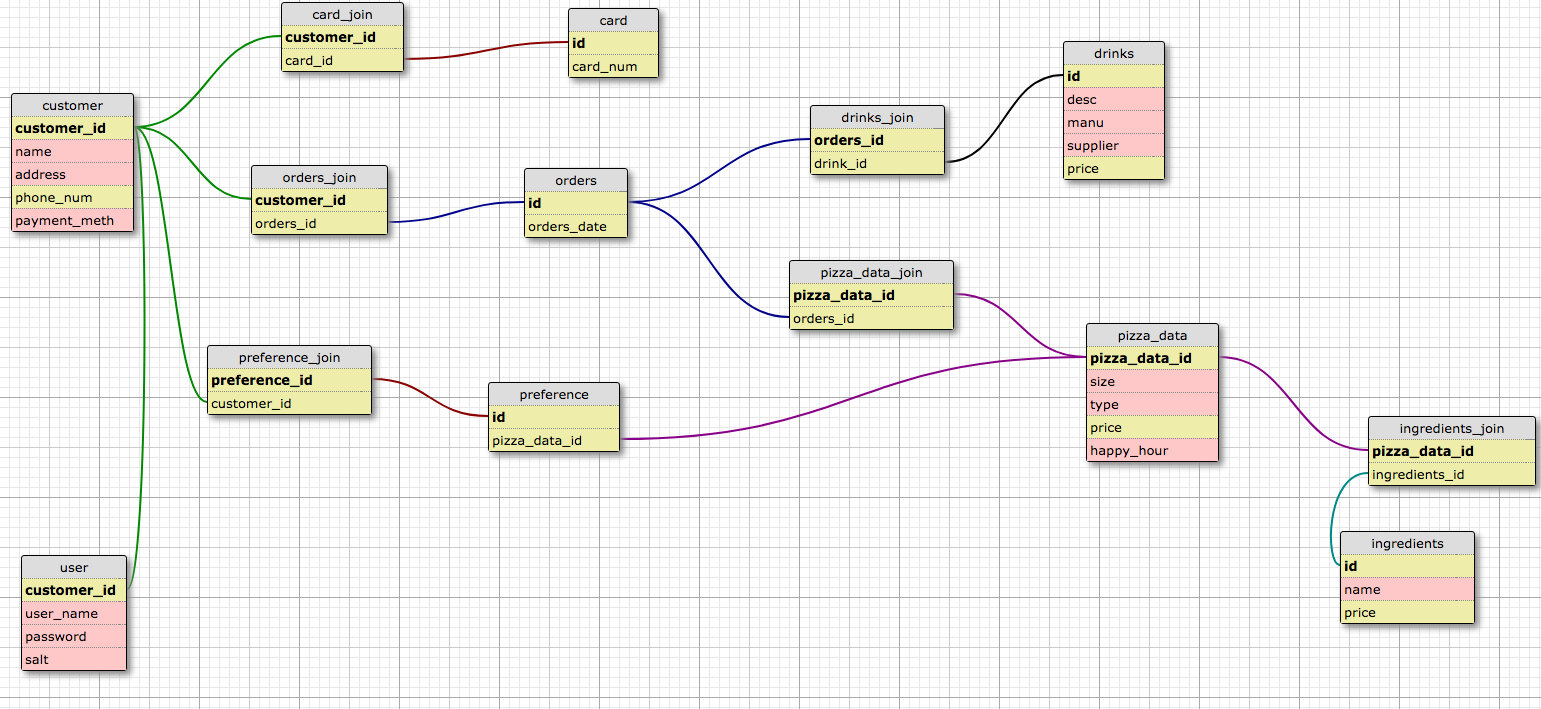 card_join
customer_id
card_id
card
id
card_num
drinks
id
desc
manu
supplier
price
customer
customer_id
name
address
phone_num
payment_meth
drinks_join
orders_id
drink_id
orders_join
customer_id
orders_id
orders
id
orders_date
pizza_data_join
pizza_data_id
orders_id
pizza_data
pizza_data_id
size
type
price
happy_hour
preference_join
preference_id
customer_id
preference
id
pizza_data_id
ingredients_join
pizza_data_id
ingredients_id
ingredients
id
name
price
user
customer_id
user_name
password
salt